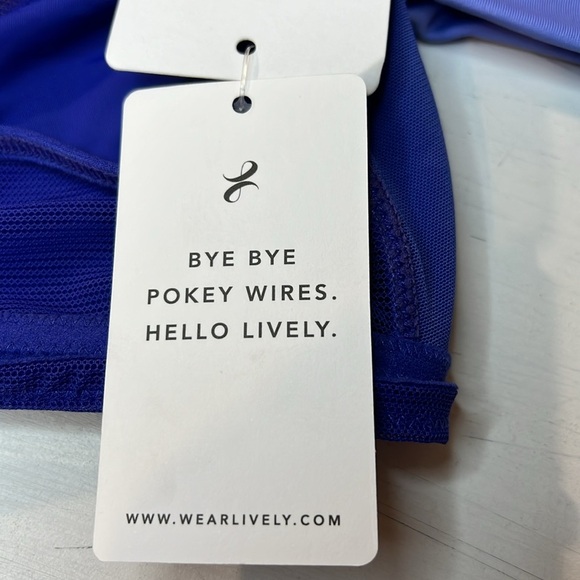 BYE BYE
POKEY WIRES.
HELLO LIVELY.
WWW.WEARLIVELY.COM